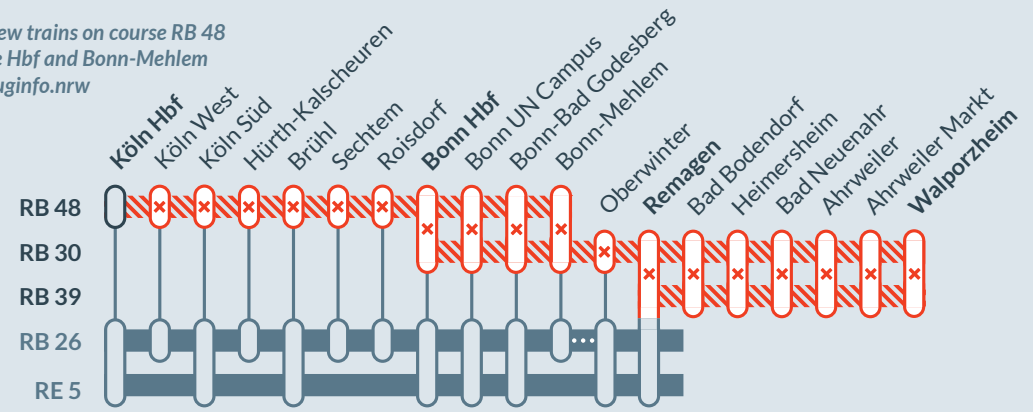 ew trains on course RB 48
e Hbf and Bonn-Mehlem
uginfo.nrw
Köln Hbf
Köln West
Köln Süd
Hürth-Kalscheuren
Brühl
Sechtem
Roisdorf
Bonn Hbf
Bonn UN Campus
Bonn-Bad Godesberg
Bonn-Mehlem
Oberwinter
Remagen
Bad Bodendorf
Heimersheim
Bad Neuenahr
Ahrweiler
Ahrweiler Markt
Walporzheim
RB 48
RB 30
RB 39
RB 26
RE 5